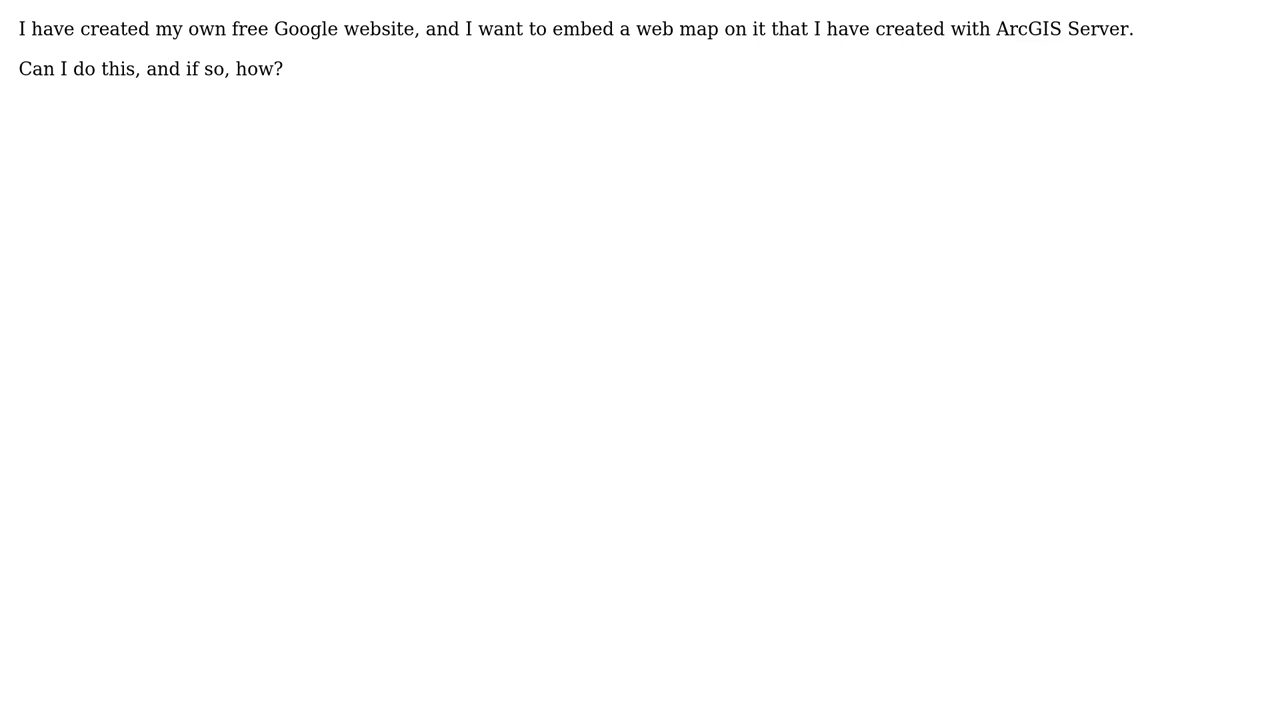 I have created my own free Google website, and I want to embed a web map on it that I have created with ArcGIS Server.
Can I do this, and if so, how?